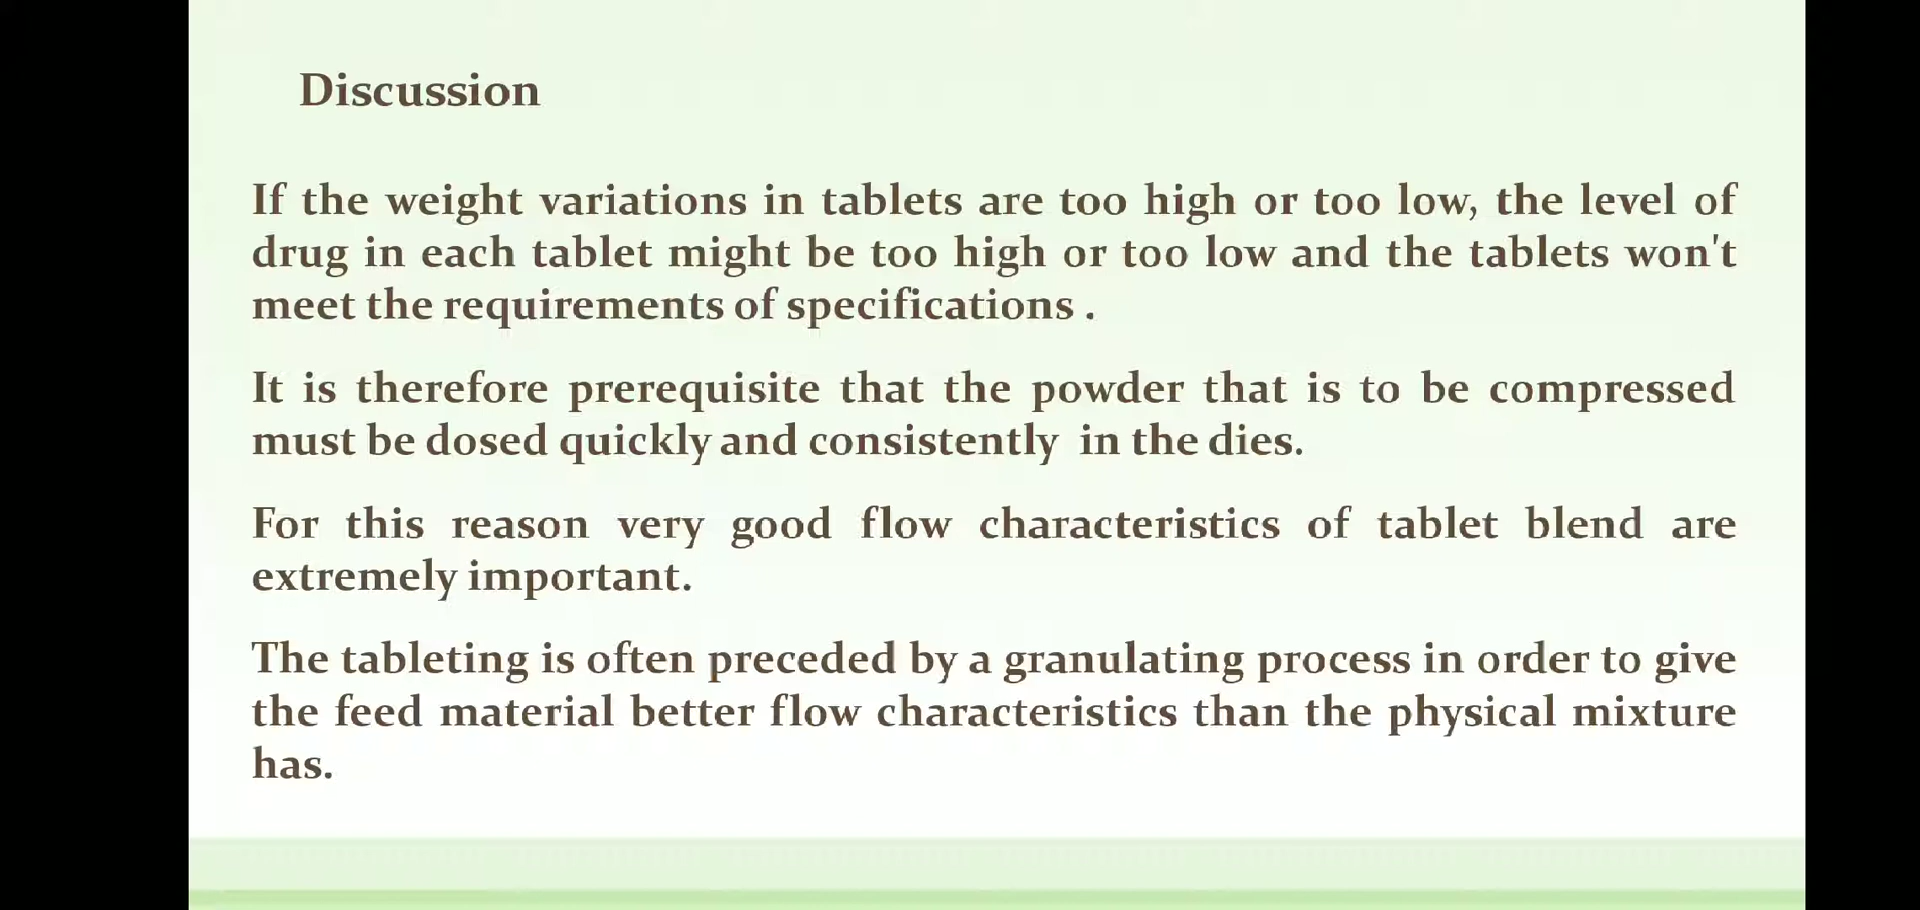 Discussion
If the weight variations in tablets are too high or too low, the level of
drug in each tablet might be too high or too low and the tablets won't
meet the requirements of specifications .
It is therefore prerequisite that the powder that is to be compressed
must be dosed quickly and consistently in the dies.
For this reason very good flow characteristics of tablet blend are
extremely important.
The tableting is often preceded by a granulating process in order to give
the feed material better flow characteristics than the physical mixture
has.